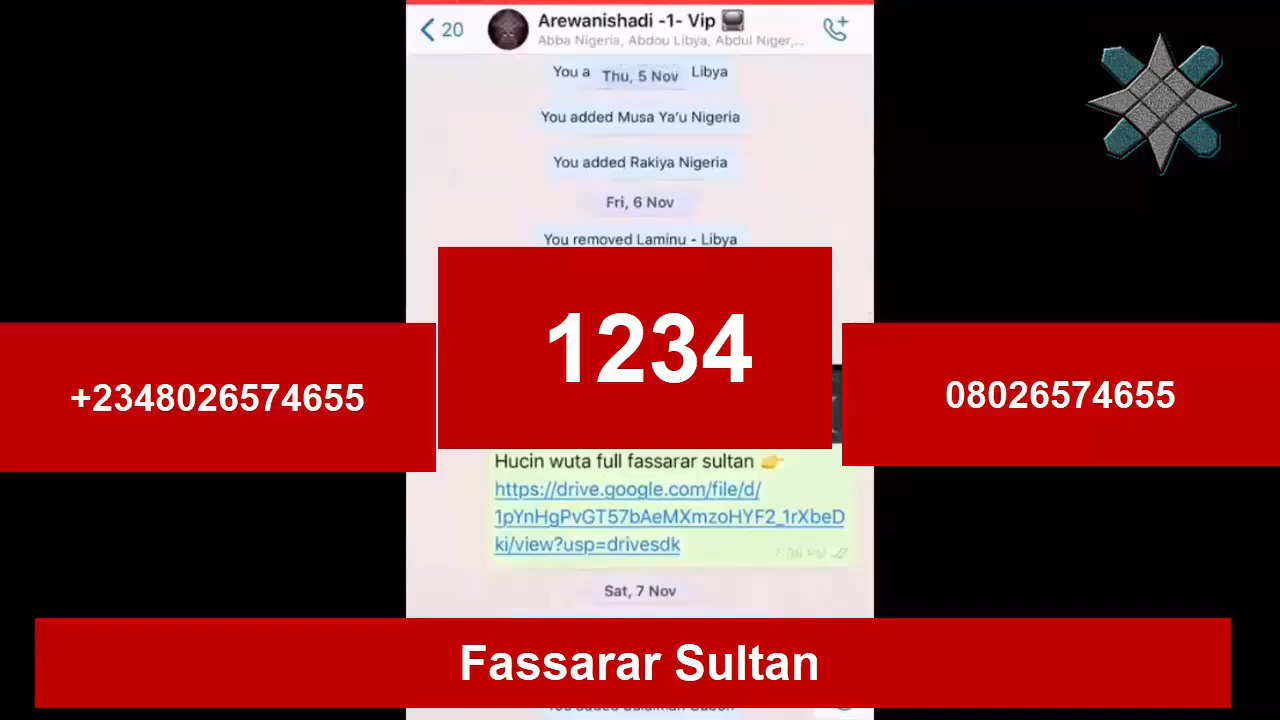 20
Arewanishadi -1- Vip
Abba Nigeria, Abdou Libya, Abdul Niger,...
You a
Thu, 5 Nov
Libya
You added Musa Ya'u Nigeria
You added Rakiya Nigeria
Fri, 6 Nov
You removed Laminu - Libya
1234
+2348026574655
08026574655
Hucin wuta full fassarar sultan 👉
https://drive.google.com/file/d/
1pYnHgPvGT57bAeMXmzoHYF2_1rXbeD
ki/view?usp=drivesdk
Sat, 7 Nov
Fassarar Sultan
You added